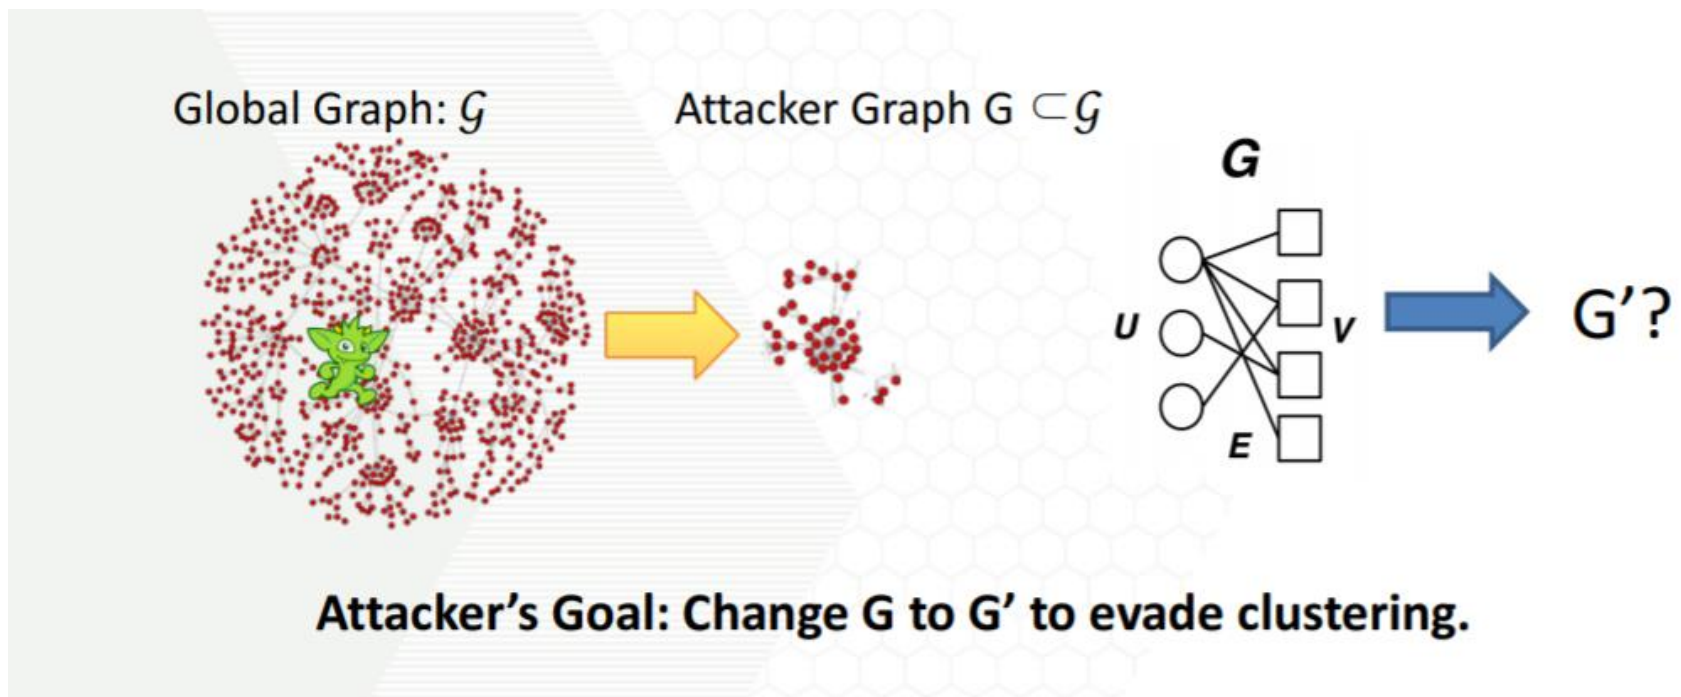 Global Graph: 𝒢
Attacker Graph G ⊂ 𝒢
G
U
V
E
G’?
Attacker’s Goal: Change G to G’ to evade clustering.